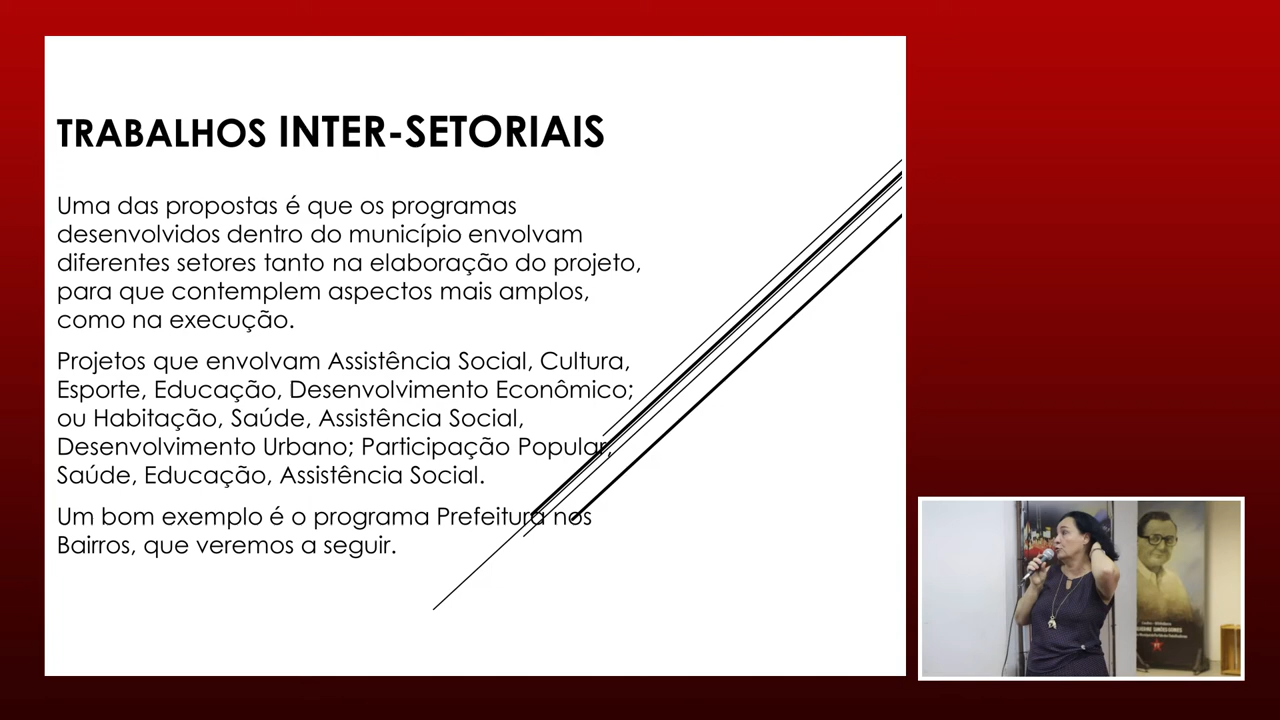 TRABALHOS INTER-SETORIAIS
Uma das propostas é que os programas
desenvolvidos dentro do município envolvam
diferentes setores tanto na elaboração do projeto,
para que contemplem aspectos mais amplos,
como na execução.
Projetos que envolvam Assistência Social, Cultura,
Esporte, Educação, Desenvolvimento Econômico;
ou Habitação, Saúde, Assistência Social,
Desenvolvimento Urbano; Participação Popular,
Saúde, Educação, Assistência Social.
Um bom exemplo é o programa Prefeitura nos
Bairros, que veremos a seguir.